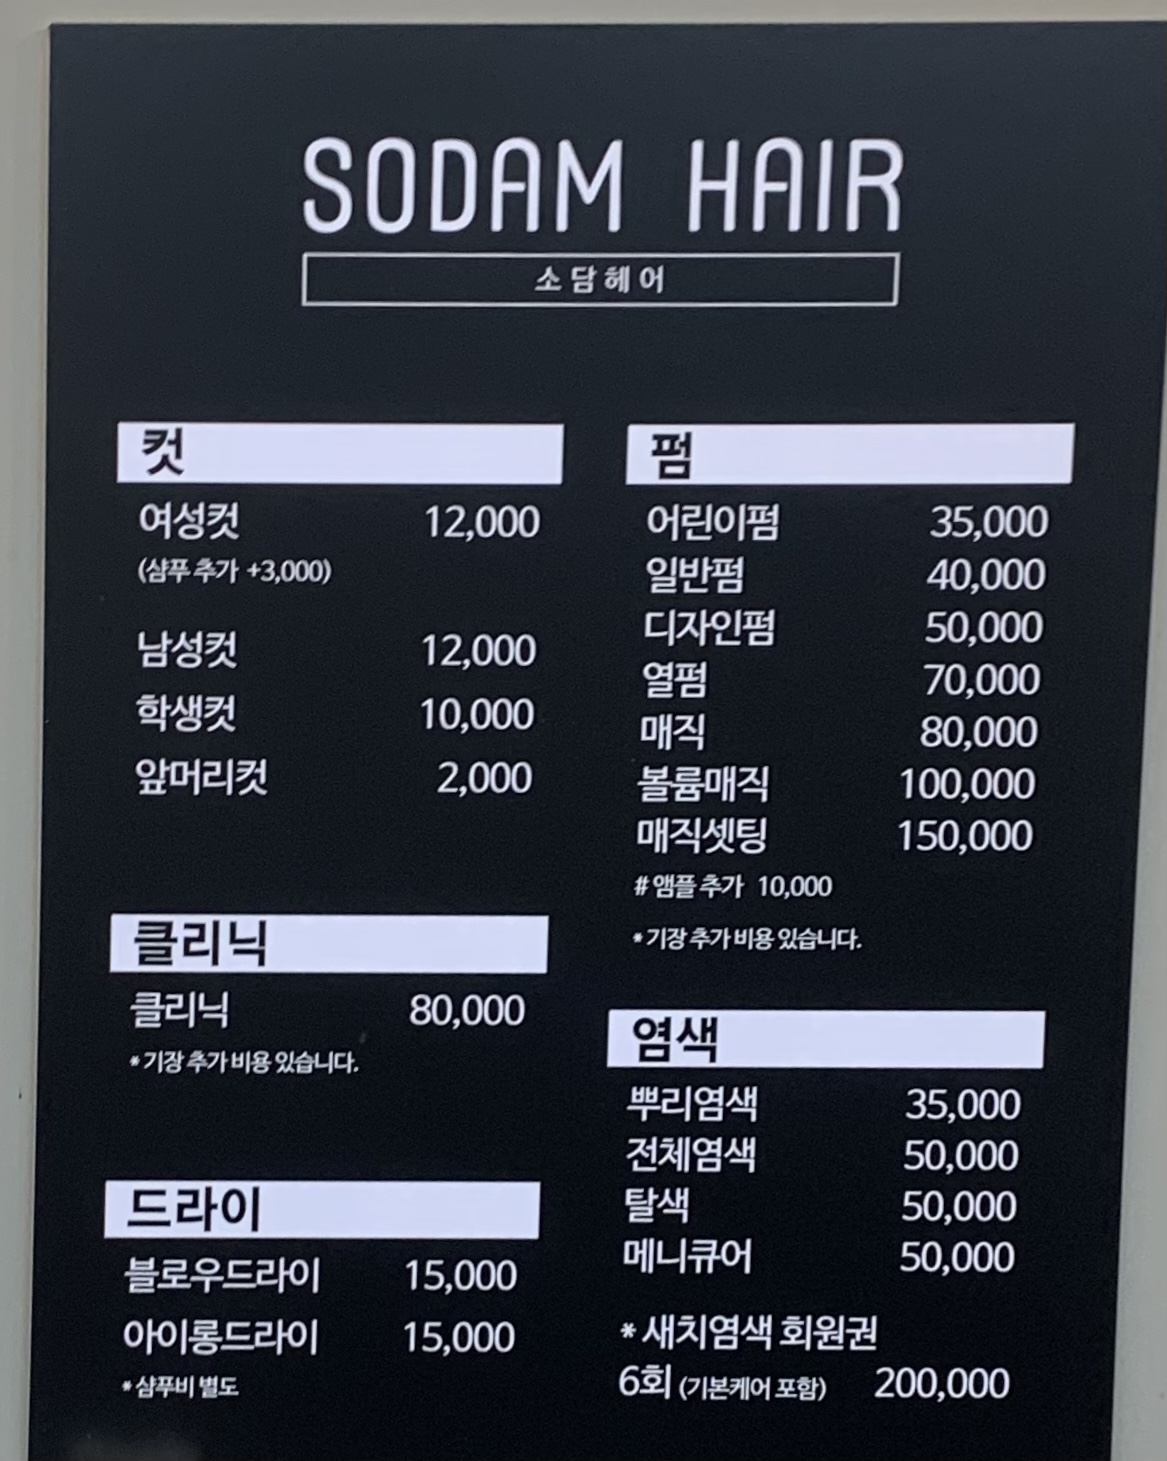 SODAM HAIR
소담헤어
컷
여성컷 12,000
(샴푸 추가 +3,000)
남성컷 12,000
학생컷 10,000
앞머리컷 2,000
클리닉
클리닉 80,000
* 기장 추가 비용 있습니다.
드라이
블로우드라이 15,000
아이롱드라이 15,000
* 샴푸비 별도
펌
어린이펌 35,000
일반펌 40,000
디자인펌 50,000
열펌 70,000
매직 80,000
볼륨매직 100,000
매직셋팅 150,000
# 앰플 추가 10,000
* 기장 추가 비용 있습니다.
염색
뿌리염색 35,000
전체염색 50,000
탈색 50,000
메니큐어 50,000
* 새치염색 회원권
6회 (기본케어 포함) 200,000